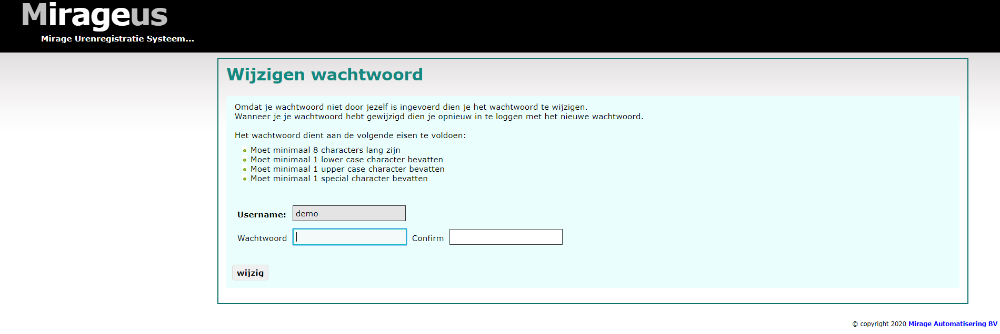 Mirageus
Mirage Urenregistratie Systeem...
Wijzigen wachtwoord
Omdat je wachtwoord niet door jezelf is ingevoerd dien je het wachtwoord te wijzigen.
Wanneer je je wachtwoord hebt gewijzigd dien je opnieuw in te loggen met het nieuwe wachtwoord.
Het wachtwoord dient aan de volgende eisen te voldoen:
Moet minimaal 8 characters lang zijn
Moet minimaal 1 lower case character bevatten
Moet minimaal 1 upper case character bevatten
Moet minimaal 1 special character bevatten
Username: demo
Wachtwoord Confirm
wijzig
© copyright 2020 Mirage Automatisering BV